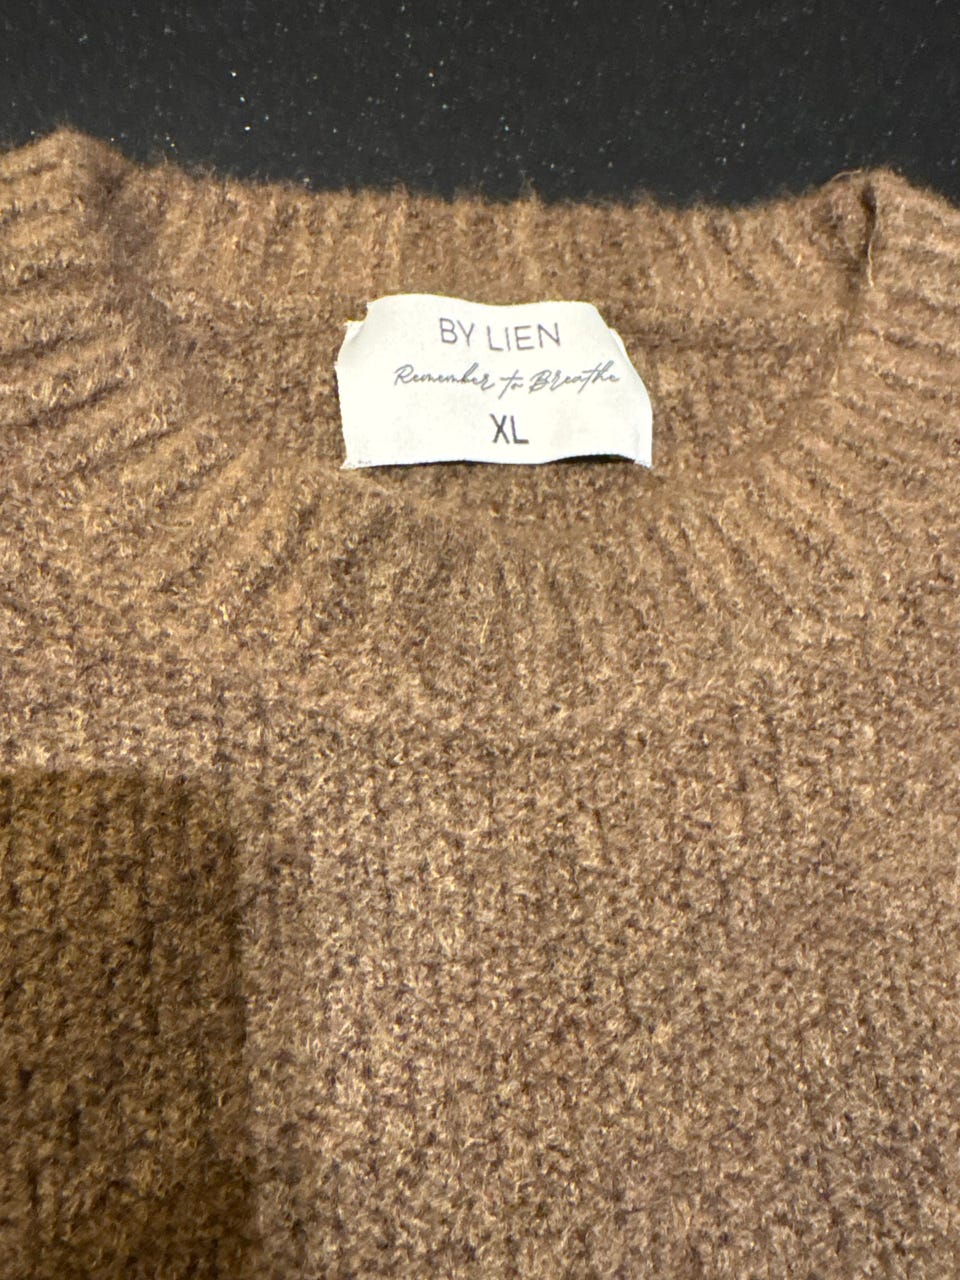 BY LIEN
Remember to Breathe
XL